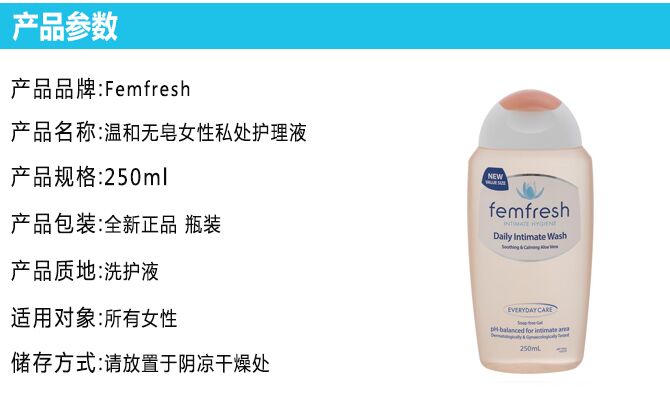 产品参数
产品品牌:Femfresh
产品名称:温和无皂女性私处护理液
产品规格:250ml
产品包装:全新正品 瓶装
产品质地:洗护液
适用对象:所有女性
储存方式:请放置于阴凉干燥处
NEW
VALUE SIZE
femfresh
INTIMATE HYGIENE
Daily Intimate Wash
Soothing & Calming Aloe Vera
EVERYDAY CARE
Soap free Gel
pH-balanced for intimate area
Dermatologically & Gynaecologically Tested
250mL